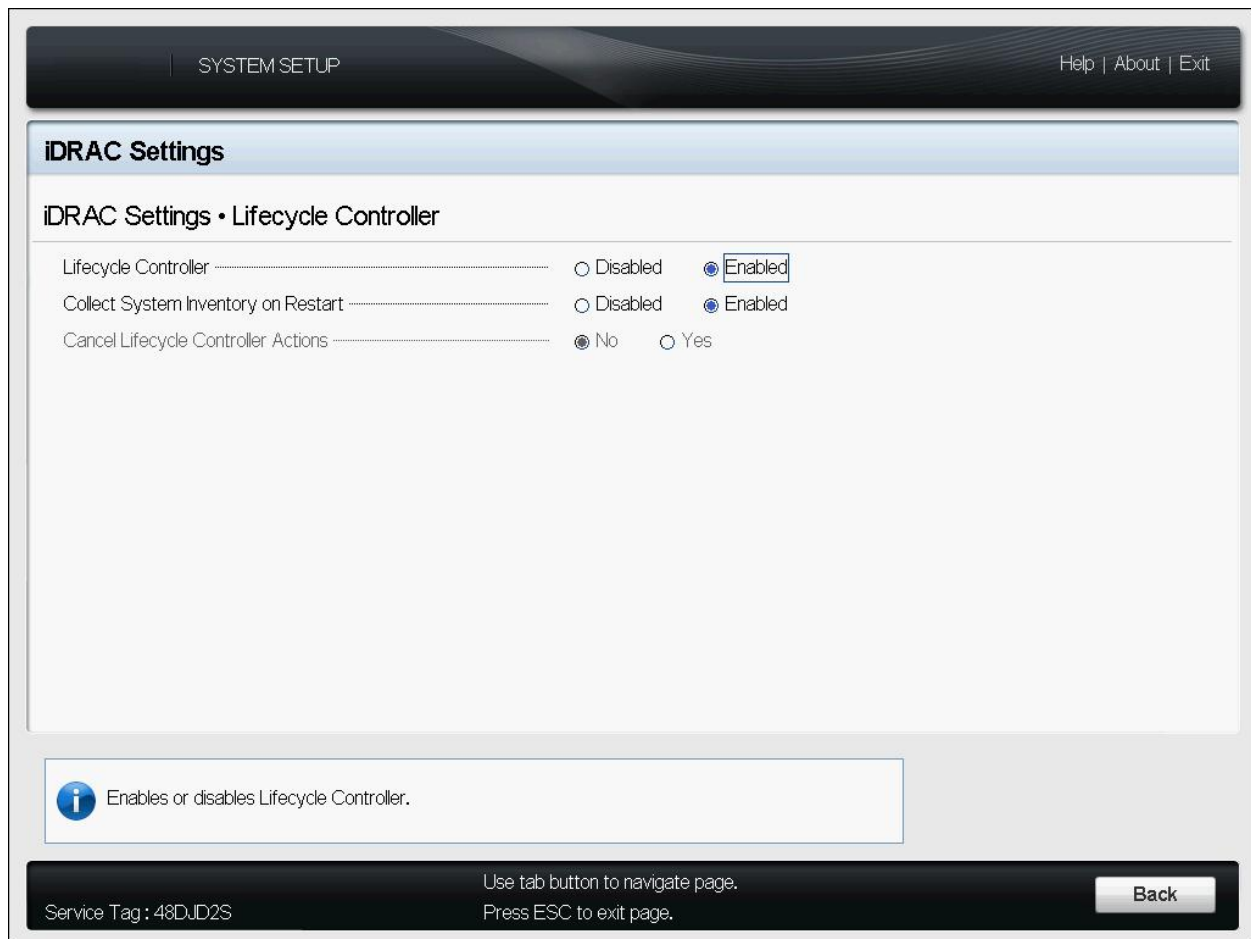 SYSTEM SETUP
Help | About | Exit
iDRAC Settings
iDRAC Settings • Lifecycle Controller
Lifecycle Controller Disabled Enabled
Collect System Inventory on Restart Disabled Enabled
Cancel Lifecycle Controller Actions No Yes
Enables or disables Lifecycle Controller.
Use tab button to navigate page.
Service Tag : 48DJD2S Press ESC to exit page.
Back